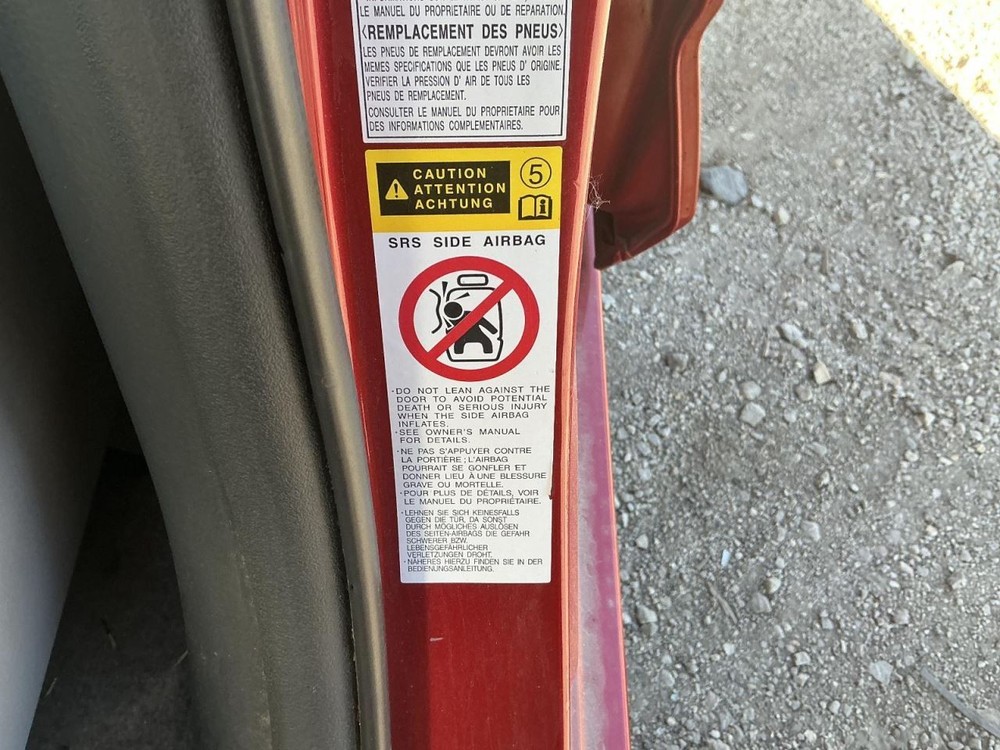 LE MANUEL DU PROPRIETAIRE OU DE REPARATION
〈REMPLACEMENT DES PNEUS〉
LES PNEUS DE REMPLACEMENT DEVRONT AVOIR LES
MEMES SPECIFICATIONS QUE LES PNEUS D' ORIGINE.
VERIFIER LA PRESSION D' AIR DE TOUS LES
PNEUS DE REMPLACEMENT.
CONSULTER LE MANUEL DU PROPRIETAIRE POUR
DES INFORMATIONS COMPLEMENTAIRES.
CAUTION
ATTENTION
ACHTUNG
5
SRS SIDE AIRBAG
·DO NOT LEAN AGAINST THE
DOOR TO AVOID POTENTIAL
DEATH OR SERIOUS INJURY
WHEN THE SIDE AIRBAG
INFLATES.
·SEE OWNER'S MANUAL
FOR DETAILS.
·NE PAS S'APPUYER CONTRE
LA PORTIÈRE ; L'AIRBAG
POURRAIT SE GONFLER ET
DONNER LIEU À UNE BLESSURE
GRAVE OU MORTELLE.
·POUR PLUS DE DÉTAILS, VOIR
LE MANUEL DU PROPRIÉTAIRE.
·LEHNEN SIE SICH KEINESFALLS
GEGEN DIE TÜR, DA SONST
DURCH MÖGLICHES AUSLÖSEN
DES SEITEN-AIRBAGS DIE GEFAHR
SCHWERER BZW.
LEBENSGEFÄHRLICHER
VERLETZUNGEN DROHT.
·NÄHERES HIERZU FINDEN SIE IN DER
BEDIENUNGSANLEITUNG.